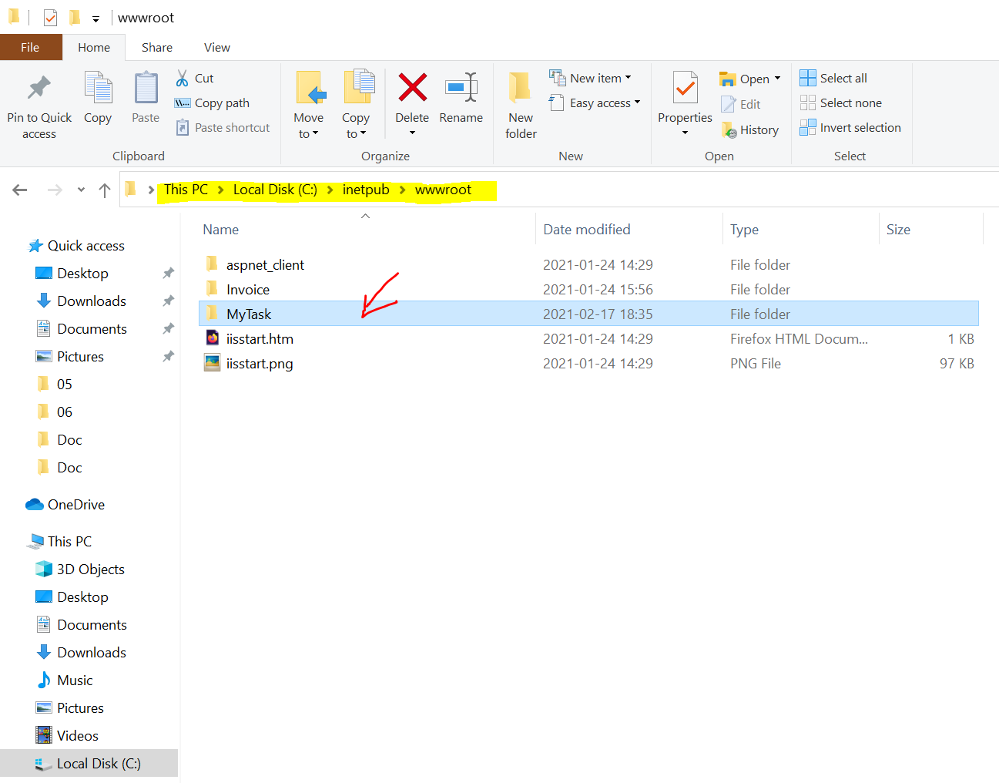 wwwroot
File Home Share View
Pin to Quick access
Copy
Paste
Cut
Copy path
Paste shortcut
Clipboard
Move to
Copy to
Delete
Rename
Organize
New folder
New item
Easy access
New
Properties
Open
Edit
History
Open
Select all
Select none
Invert selection
Select
This PC > Local Disk (C:) > inetpub > wwwroot
Name Date modified Type Size
aspnet_client 2021-01-24 14:29 File folder
Invoice 2021-01-24 15:56 File folder
MyTask 2021-02-17 18:35 File folder
iisstart.htm 2021-01-24 14:29 Firefox HTML Docum... 1 KB
iisstart.png 2021-01-24 14:29 PNG File 97 KB
Quick access
Desktop
Downloads
Documents
Pictures
05
06
Doc
Doc
OneDrive
This PC
3D Objects
Desktop
Documents
Downloads
Music
Pictures
Videos
Local Disk (C:)